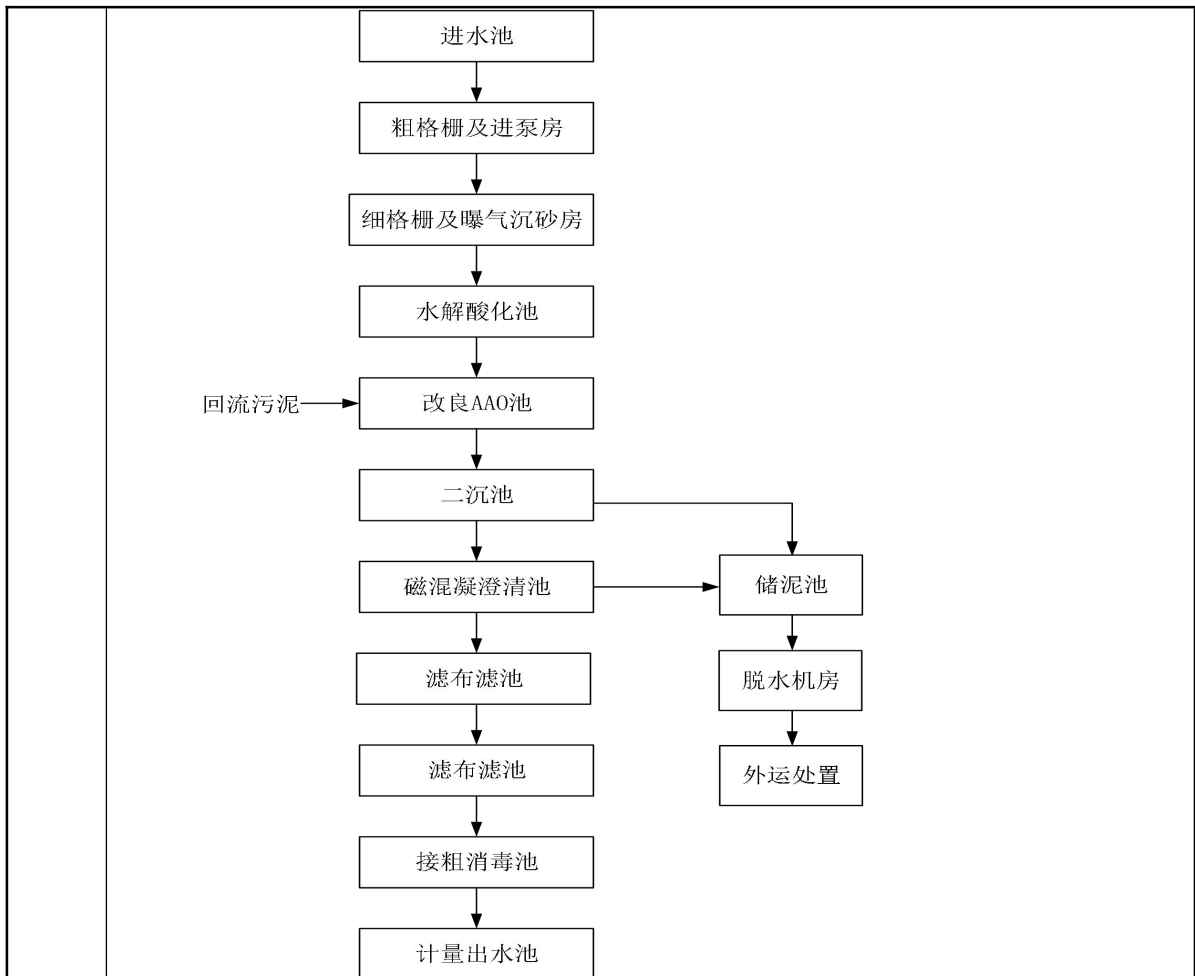 进水池
粗格栅及进泵房
细格栅及曝气沉砂房
水解酸化池
回流污泥
改良AAO池
二沉池
磁混凝澄清池
储泥池
滤布滤池
脱水机房
滤布滤池
外运处置
接粗消毒池
计量出水池